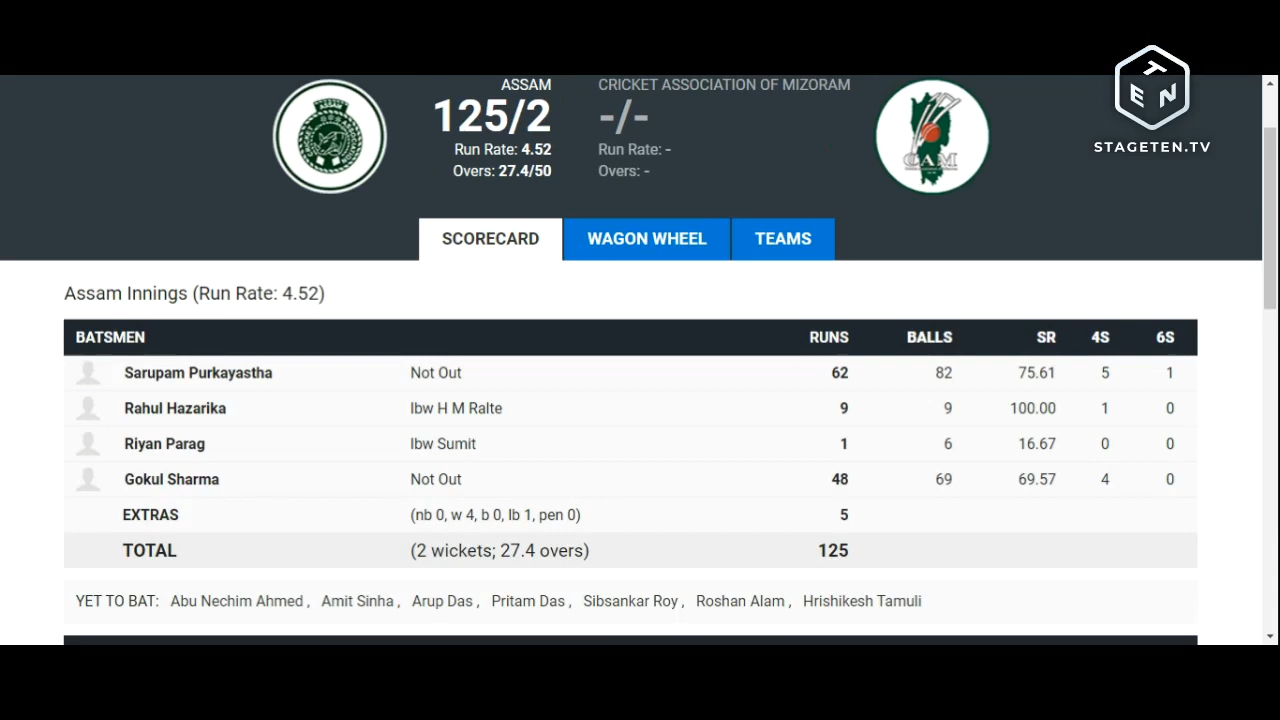 ASSAM
125/2
Run Rate: 4.52
Overs: 27.4/50
CRICKET ASSOCIATION OF MIZORAM
-/-
Run Rate: -
Overs: -
CAM
TEN
STAGETEN.TV
SCORECARD WAGON WHEEL TEAMS
Assam Innings (Run Rate: 4.52)
BATSMEN RUNS BALLS SR 4S 6S
Sarupam Purkayastha Not Out 62 82 75.61 5 1
Rahul Hazarika lbw H M Ralte 9 9 100.00 1 0
Riyan Parag lbw Sumit 1 6 16.67 0 0
Gokul Sharma Not Out 48 69 69.57 4 0
EXTRAS (nb 0, w 4, b 0, lb 1, pen 0) 5
TOTAL (2 wickets; 27.4 overs) 125
YET TO BAT: Abu Nechim Ahmed , Amit Sinha , Arup Das , Pritam Das , Sibsankar Roy , Roshan Alam , Hrishikesh Tamuli